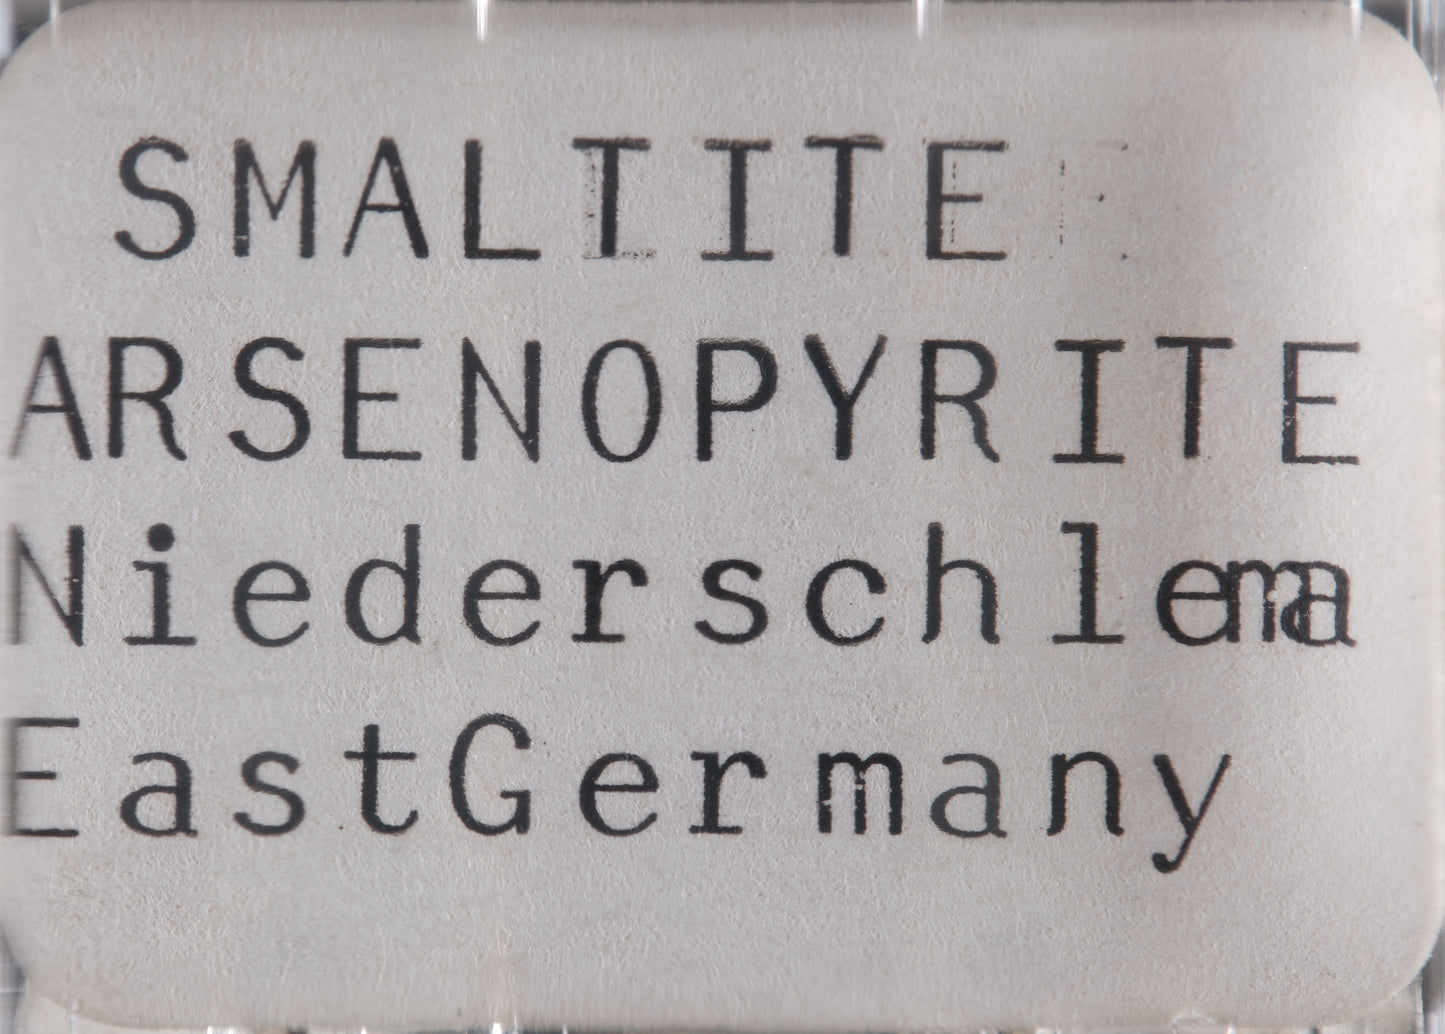 SMALTITE
ARSENOPYRITE
Niederschlema
EastGermany